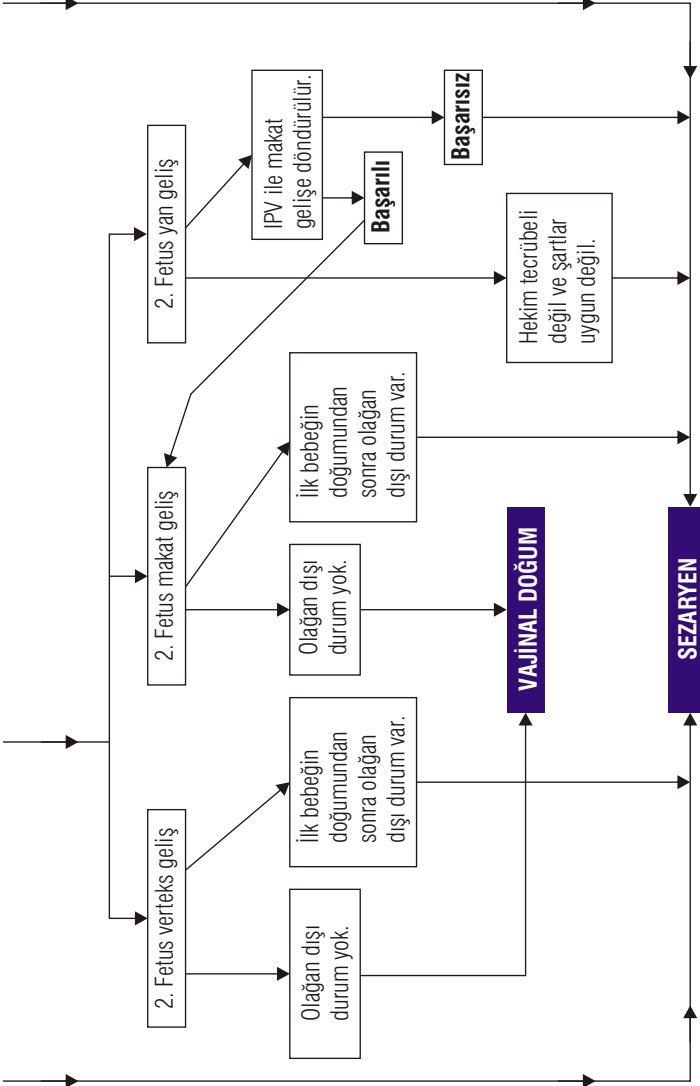 2. Fetus verteks geliş
Olağan dışı
durum yok.
İlk bebeğin
doğumundan
sonra olağan
dışı durum var.
2. Fetus makat geliş
Olağan dışı
durum yok.
İlk bebeğin
doğumundan
sonra olağan
dışı durum var.
2. Fetus yan geliş
IPV ile makat
gelişe döndürülür.
Başarılı
Başarısız
Hekim tecrübeli
değil ve şartlar
uygun değil.
VAJİNAL DOĞUM
SEZARYEN